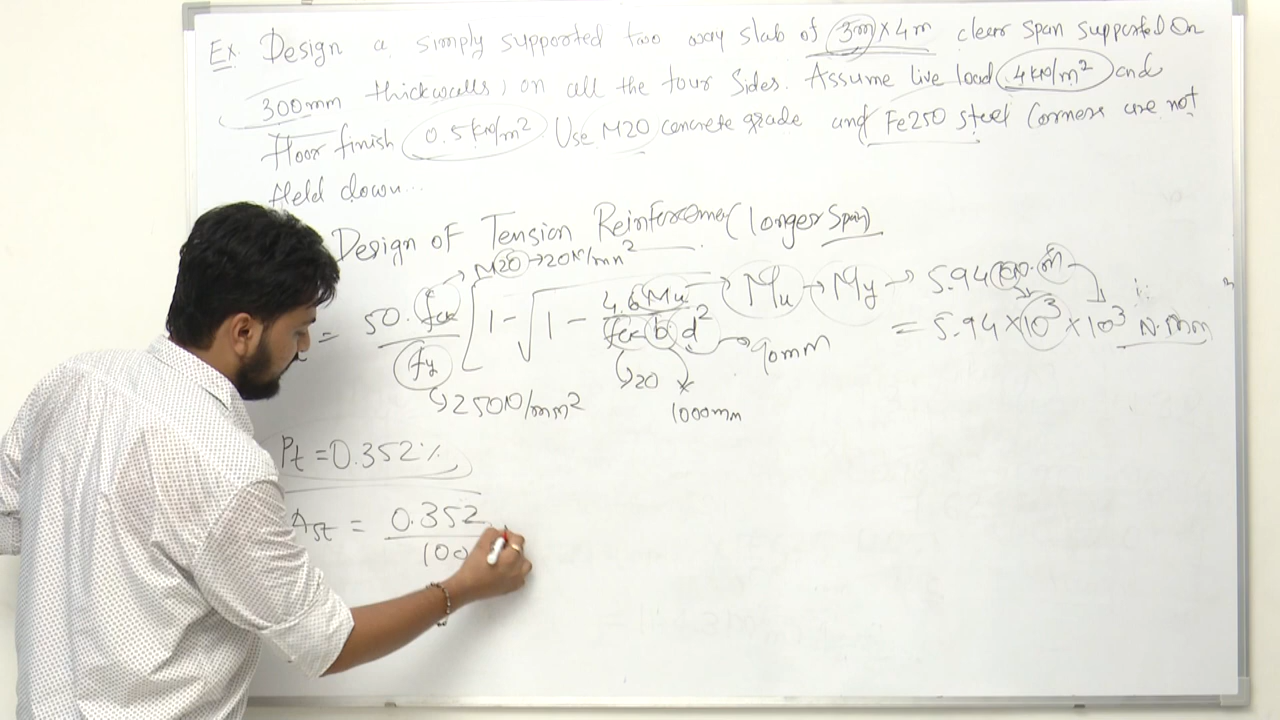 Ex. Design a simply supported two way slab of 3m x 4m clear span supported on
300mm thick walls, on all the four sides. Assume live load 4 kN/m² and
Floor finish 0.5 kN/m² Use M20 concrete grade and Fe250 steel Corners are not
Held down...
Design of Tension Reinforcemen (longer Span)
M20 → 20N/mm²
= 50. fck / fy [1 - √1 - 4.6 Mu / fck b d² → Mu → My → 5.94 kN.m
= 5.94 × 10³ × 10³ N.mm
90mm
20
250N/mm²
1000mm
Pt = 0.352 %
Ast = 0.352 / 100